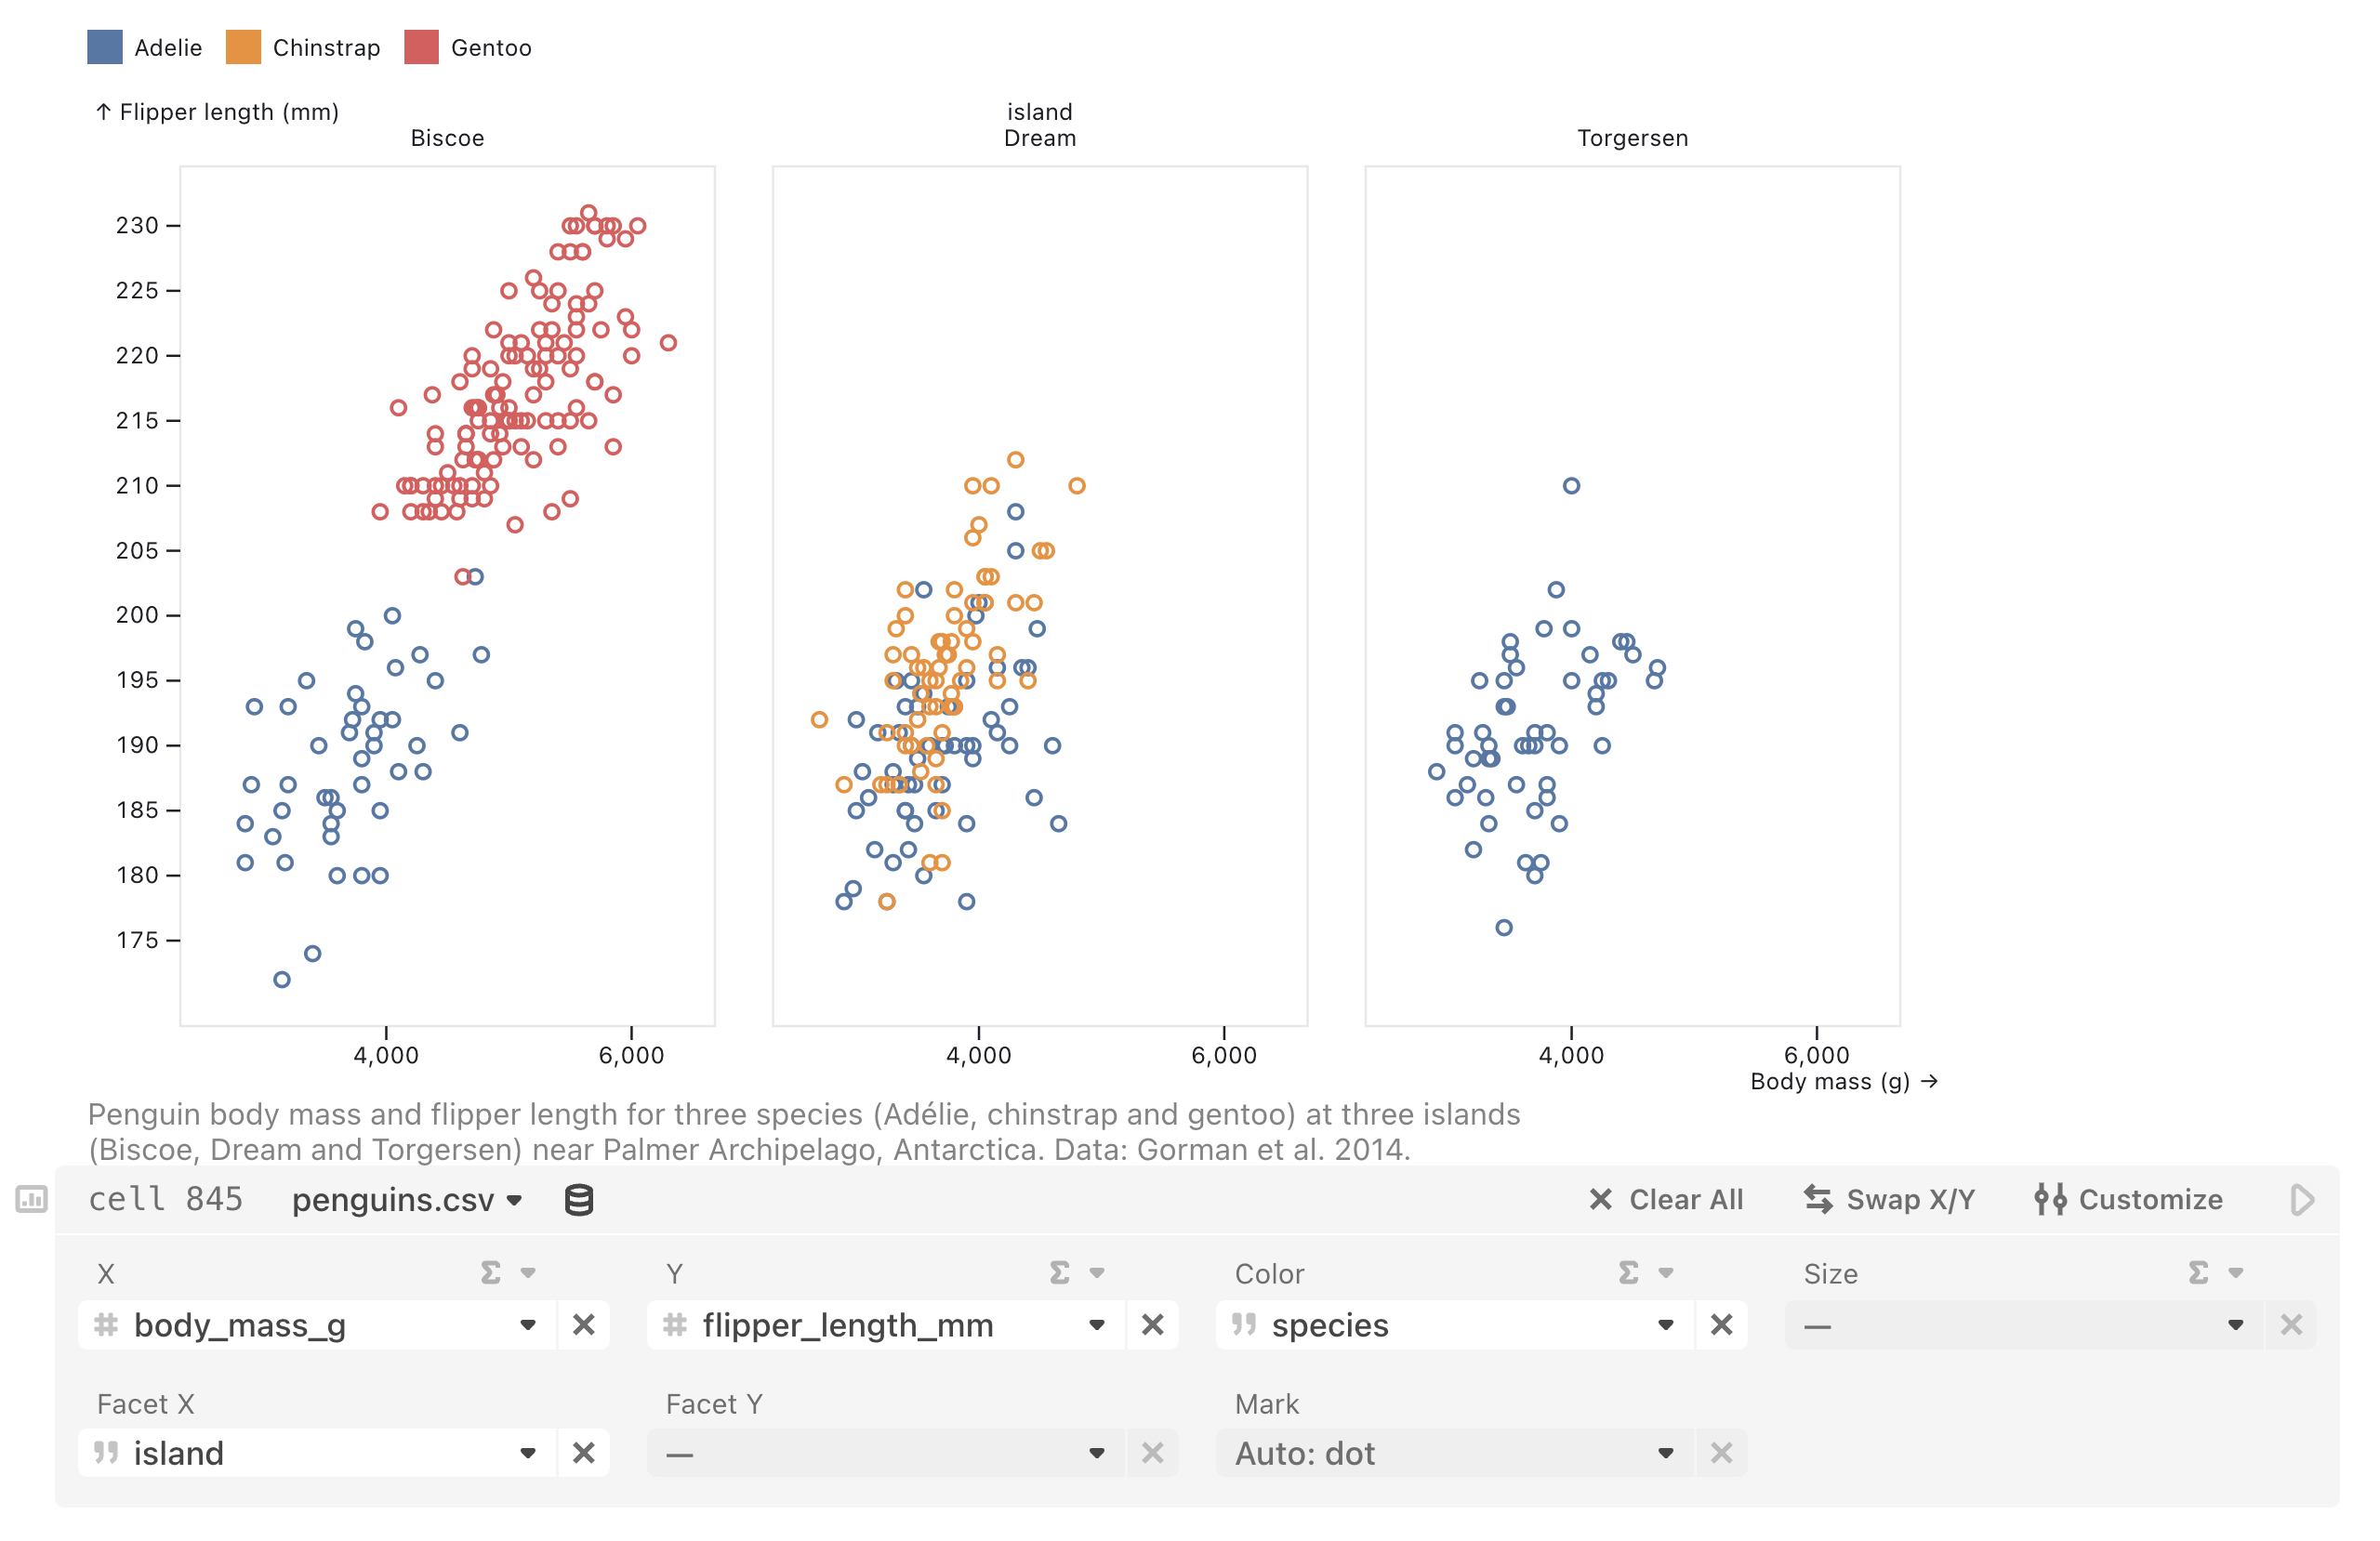 Adelie Chinstrap Gentoo
↑ Flipper length (mm)
island
Biscoe Dream Torgersen
230
225
220
215
210
205
200
195
190
185
180
175
4,000 6,000 4,000 6,000 4,000 6,000
Body mass (g) →
Penguin body mass and flipper length for three species (Adélie, chinstrap and gentoo) at three islands
(Biscoe, Dream and Torgersen) near Palmer Archipelago, Antarctica. Data: Gorman et al. 2014.
cell 845 penguins.csv Clear All Swap X/Y Customize
X Σ Y Σ Color Σ Size Σ
body_mass_g flipper_length_mm species —
Facet X Facet Y Mark
island — Auto: dot